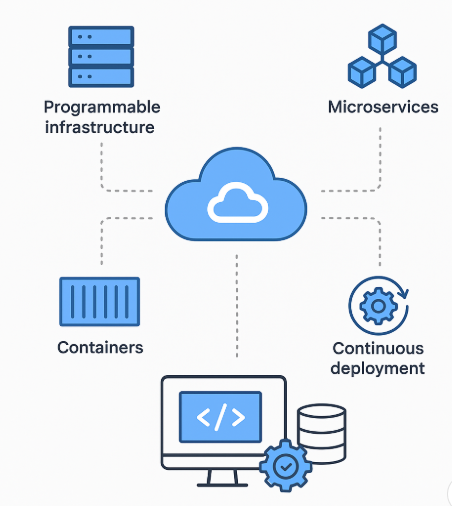 Programmable
infrastructure
Microservices
Containers
Continuous
deployment
</>